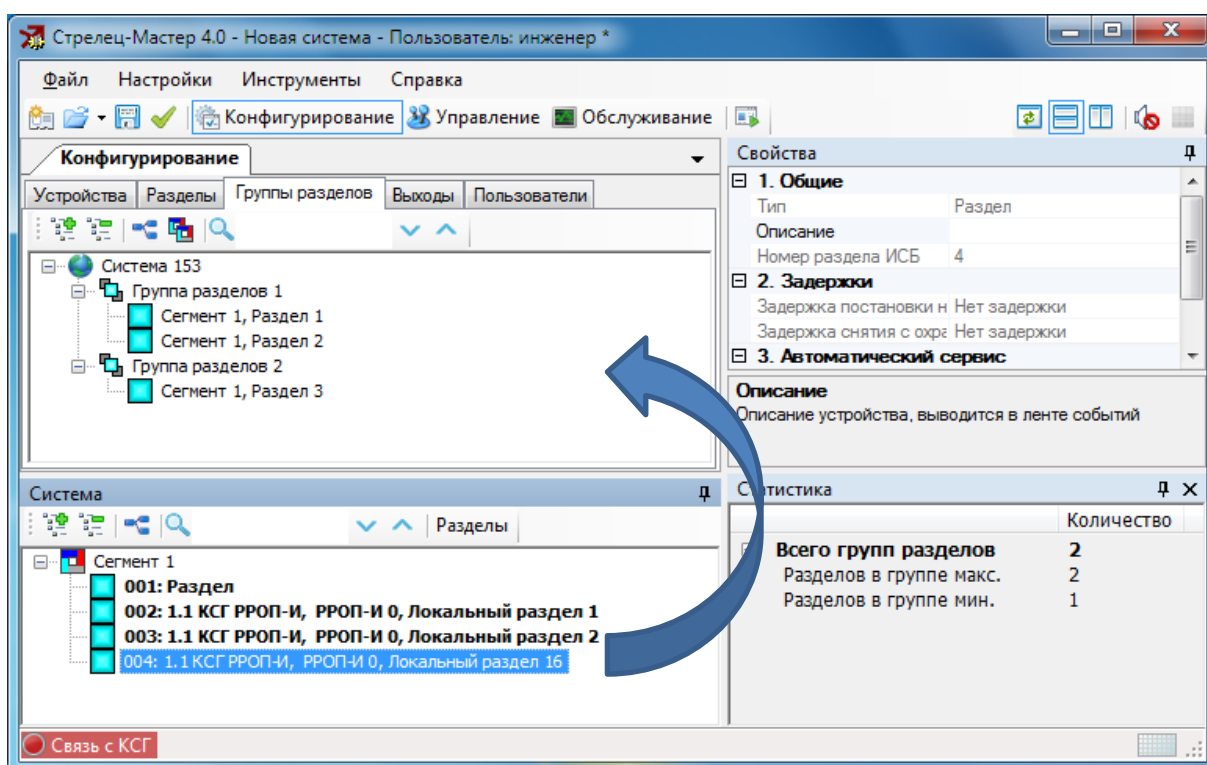 Стрелец-Мастер 4.0 - Новая система - Пользователь: инженер *
Файл Настройки Инструменты Справка
Конфигурирование Управление Обслуживание
Конфигурирование
Устройства Разделы Группы разделов Выходы Пользователи
Система 153
Группа разделов 1
Сегмент 1, Раздел 1
Сегмент 1, Раздел 2
Группа разделов 2
Сегмент 1, Раздел 3
Свойства
1. Общие
Тип Раздел
Описание
Номер раздела ИСБ 4
2. Задержки
Задержка постановки н Нет задержки
Задержка снятия с охра Нет задержки
3. Автоматический сервис
Описание
Описание устройства, выводится в ленте событий
Система
Разделы
Сегмент 1
001: Раздел
002: 1.1 КСГ РРОП-И, РРОП-И 0, Локальный раздел 1
003: 1.1 КСГ РРОП-И, РРОП-И 0, Локальный раздел 2
004: 1.1 КСГ РРОП-И, РРОП-И 0, Локальный раздел 16
Статистика
Количество
Всего групп разделов 2
Разделов в группе макс. 2
Разделов в группе мин. 1
Связь с КСГ